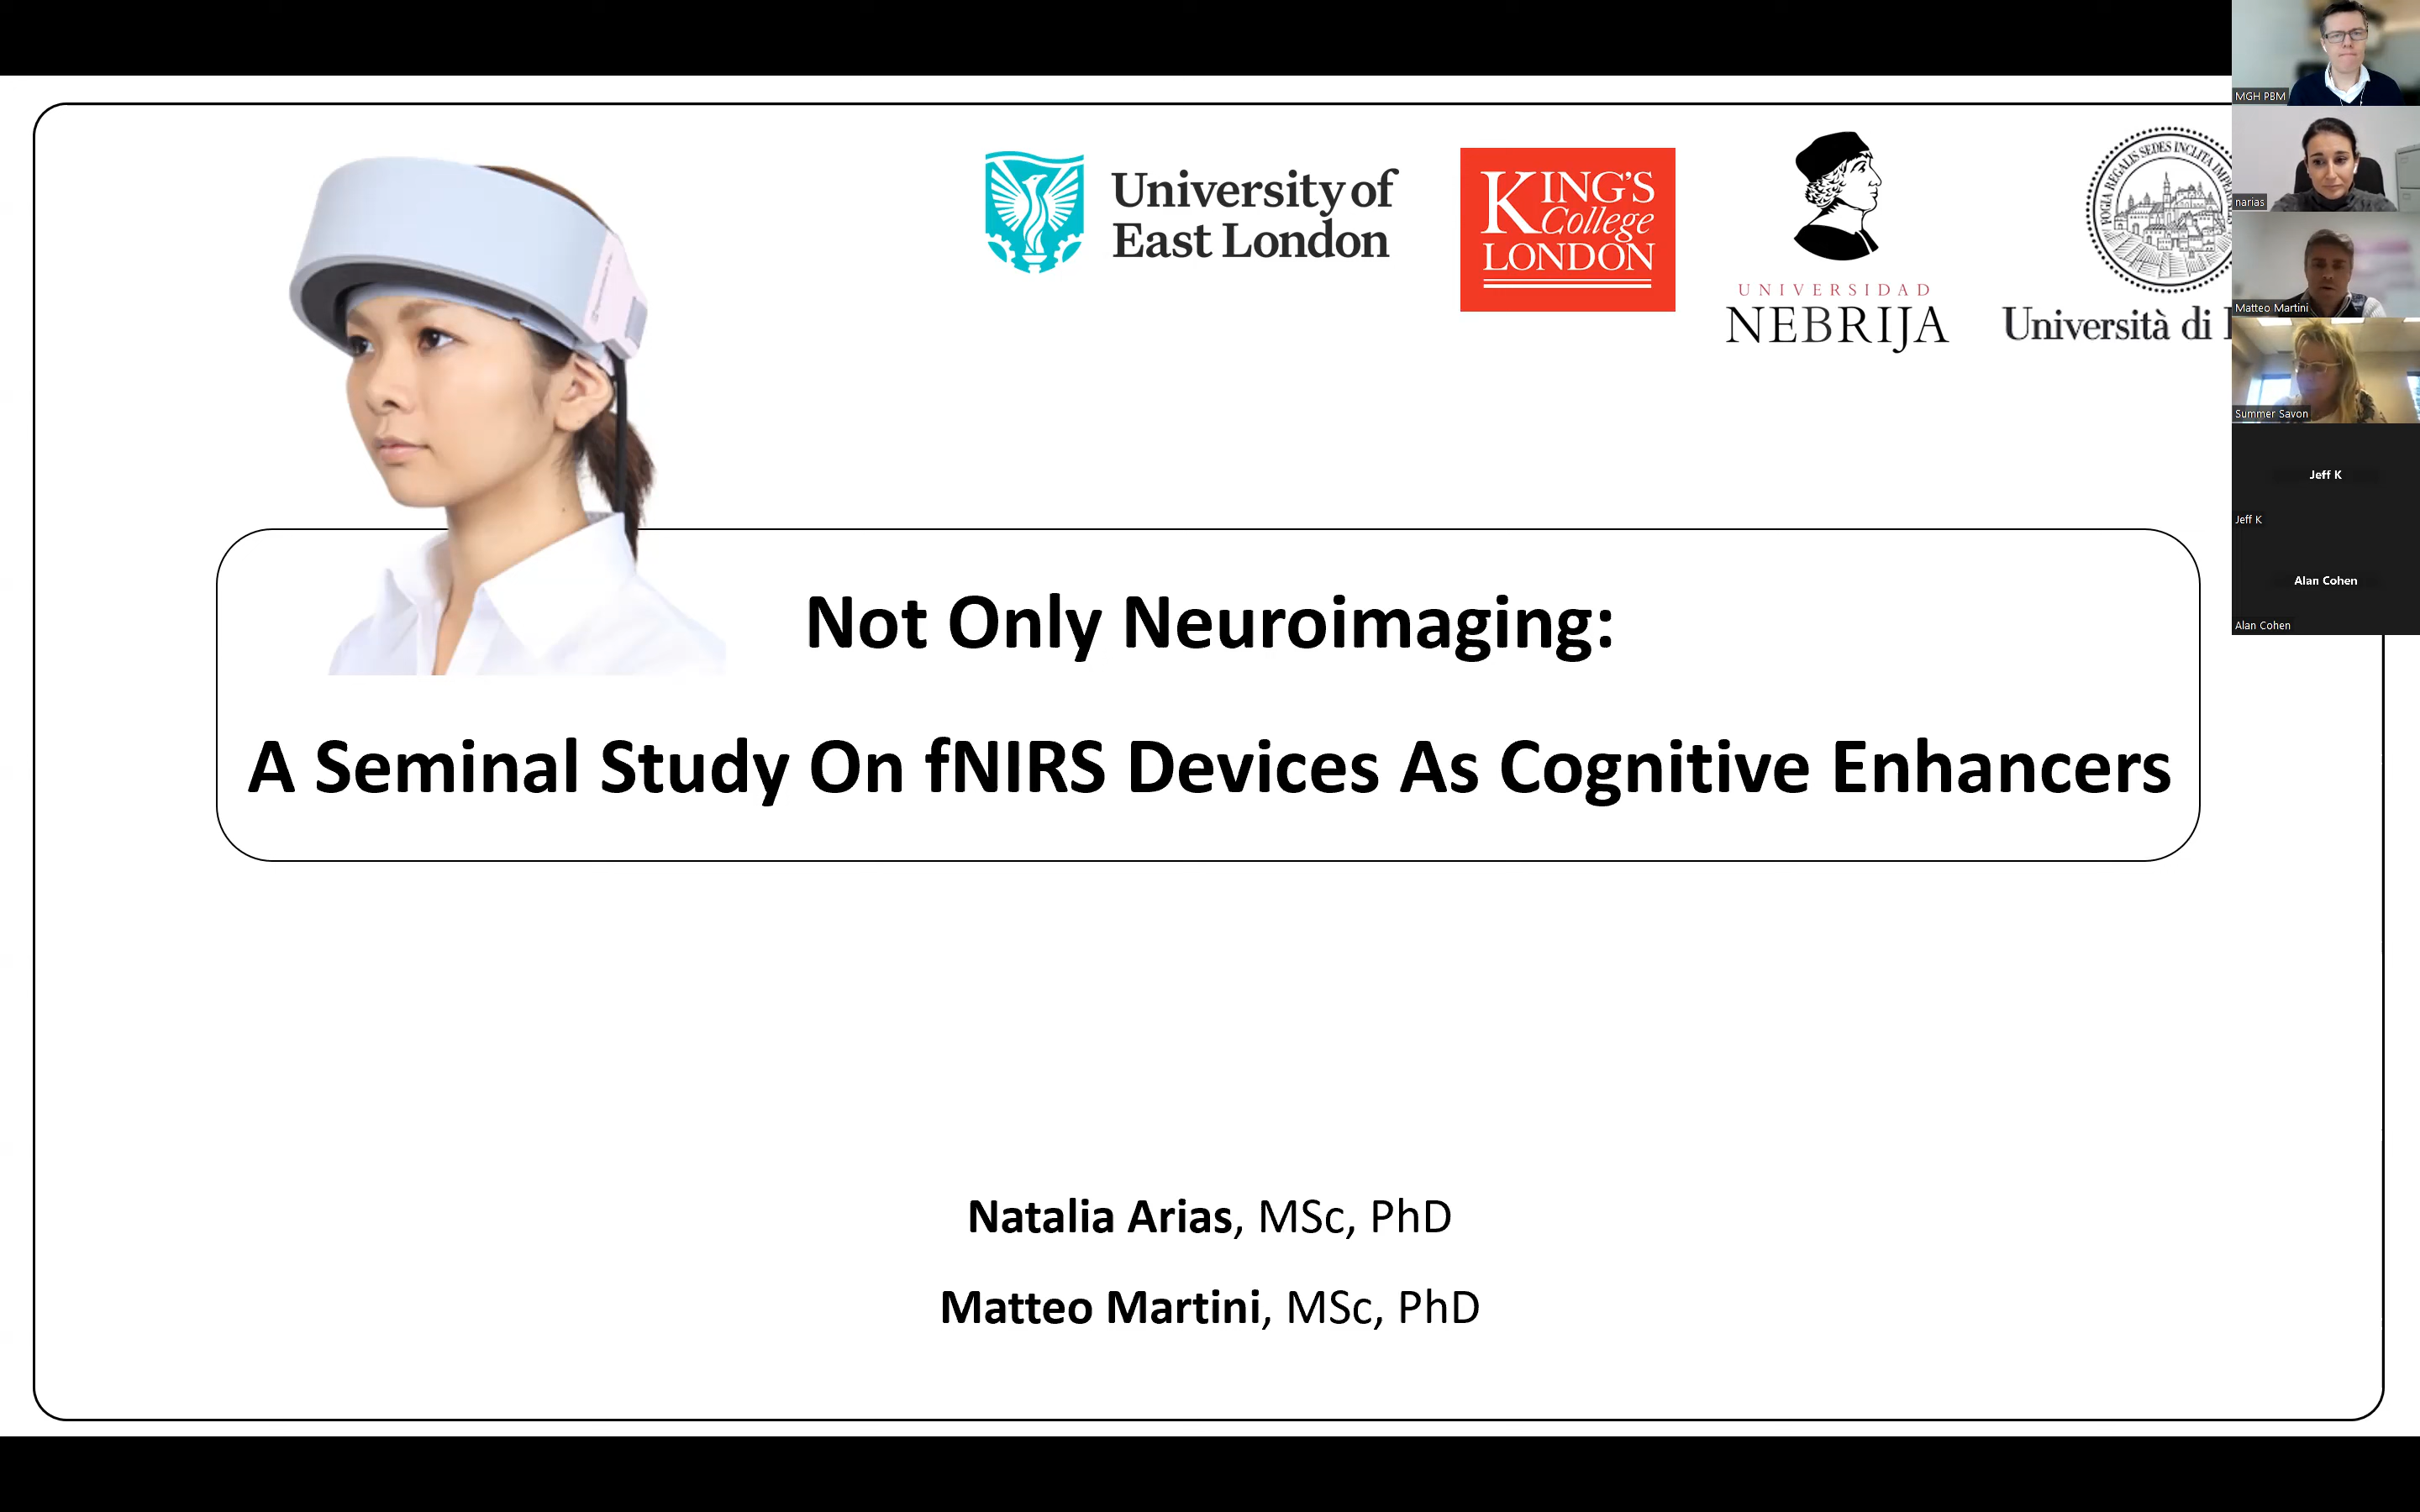 University of
East London
KING'S
College
LONDON
UNIVERSIDAD
NEBRIJA
Università di
Not Only Neuroimaging:
A Seminal Study On fNIRS Devices As Cognitive Enhancers
Natalia Arias, MSc, PhD
Matteo Martini, MSc, PhD
MGH PBM
narias
Matteo Martini
Summer Savon
Jeff K
Jeff K
Alan Cohen
Alan Cohen